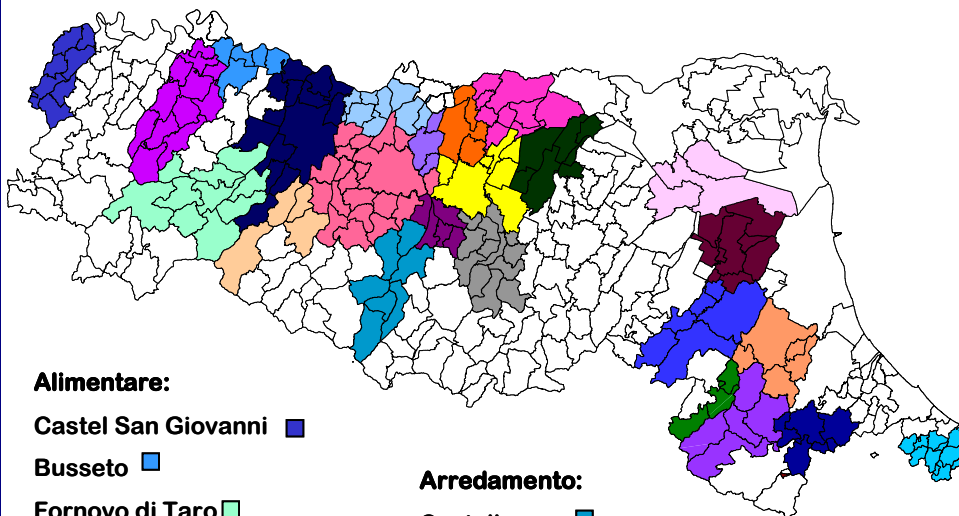 Alimentare:
Castel San Giovanni
Busseto
Fornovo di Taro
Arredamento: